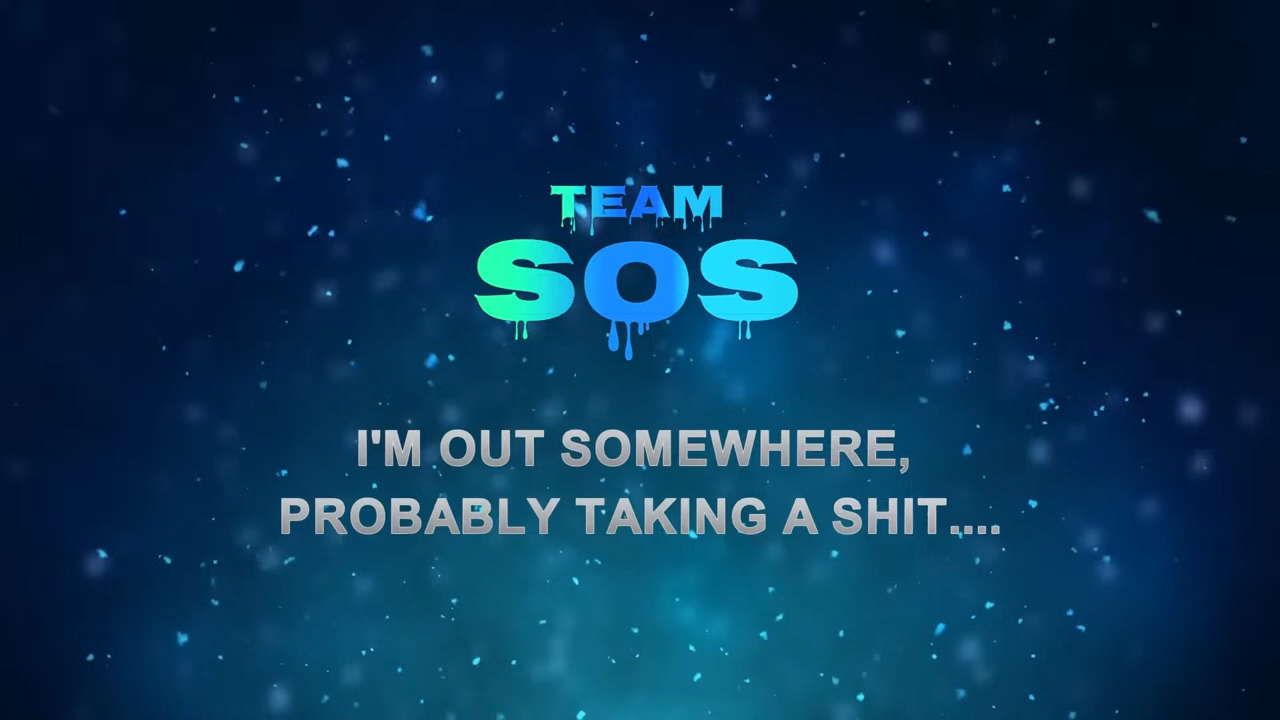 TEAM
SOS
I'M OUT SOMEWHERE,
PROBABLY TAKING A SHIT....